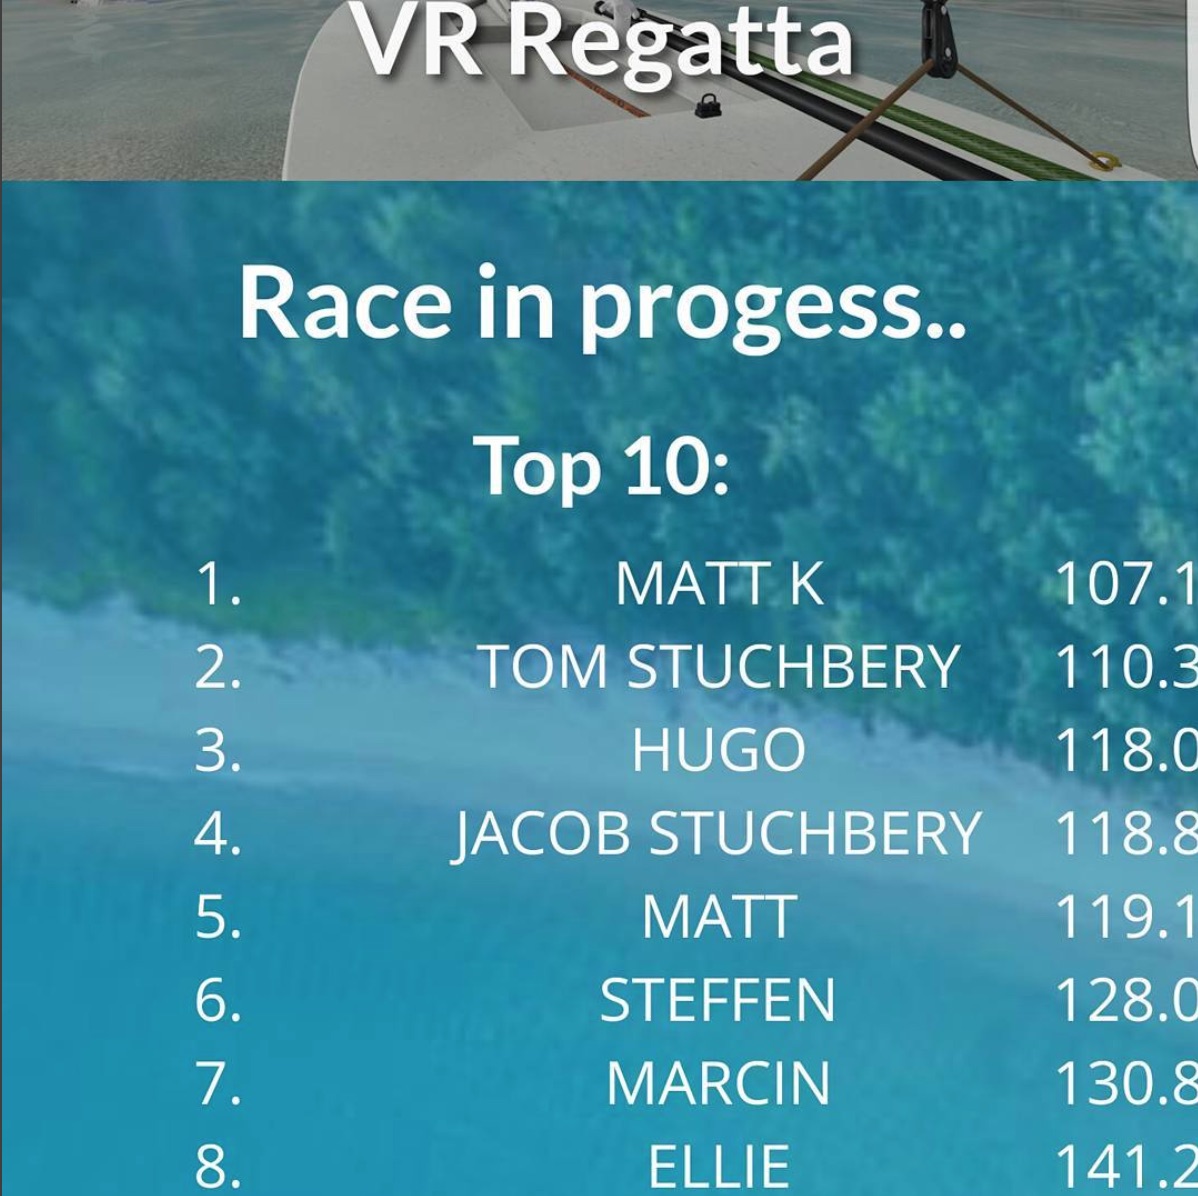 VR Regatta
Race in progess..
Top 10:
1. MATT K 107.1
2. TOM STUCHBERY 110.3
3. HUGO 118.0
4. JACOB STUCHBERY 118.8
5. MATT 119.1
6. STEFFEN 128.0
7. MARCIN 130.8
8. ELLIE 141.2